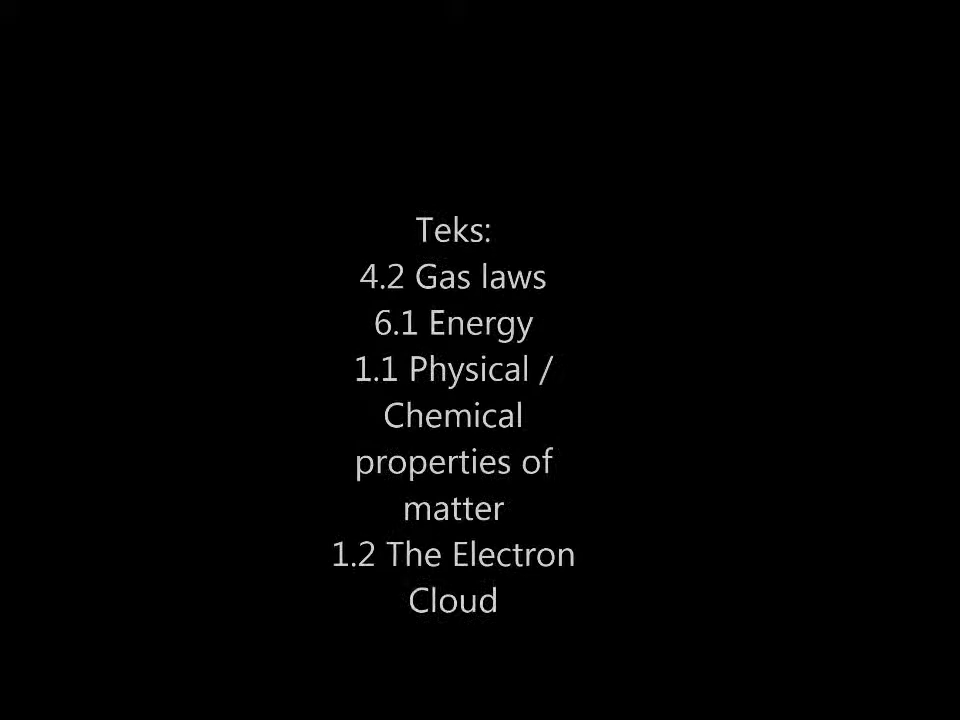 Teks:
4.2 Gas laws
6.1 Energy
1.1 Physical /
Chemical
properties of
matter
1.2 The Electron
Cloud